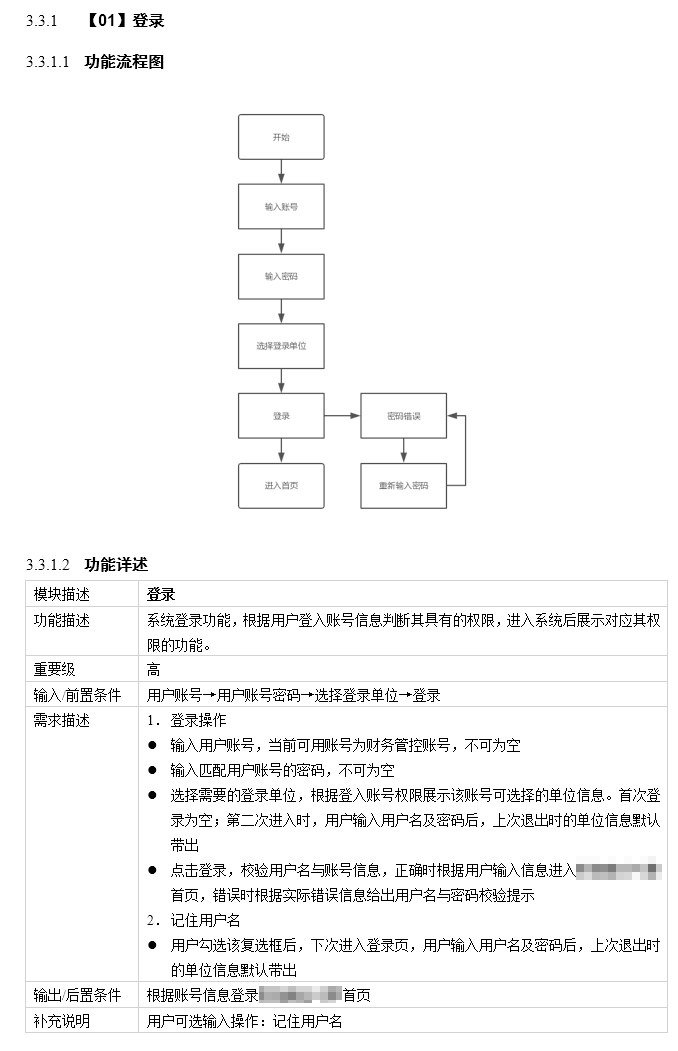 3.3.1 【01】登录
3.3.1.1 功能流程图
开始
输入账号
输入密码
选择登录单位
登录
密码错误
进入首页
重新输入密码
3.3.1.2 功能详述
模块描述 登录
功能描述 系统登录功能，根据用户登入账号信息判断其具有的权限，进入系统后展示对应其权
限的功能。
重要级 高
输入/前置条件 用户账号→用户账号密码→选择登录单位→登录
需求描述 1. 登录操作
● 输入用户账号，当前可用账号为财务管控账号，不可为空
● 输入匹配用户账号的密码，不可为空
● 选择需要的登录单位，根据登入账号权限展示该账号可选择的单位信息。首次登
录为空；第二次进入时，用户输入用户名及密码后，上次退出时的单位信息默认
带出
● 点击登录，校验用户名与账号信息，正确时根据用户输入信息进入
首页，错误时根据实际错误信息给出用户名与密码校验提示
2. 记住用户名
● 用户勾选该复选框后，下次进入登录页，用户输入用户名及密码后，上次退出时
的单位信息默认带出
输出/后置条件 根据账号信息登录 首页
补充说明 用户可选输入操作：记住用户名